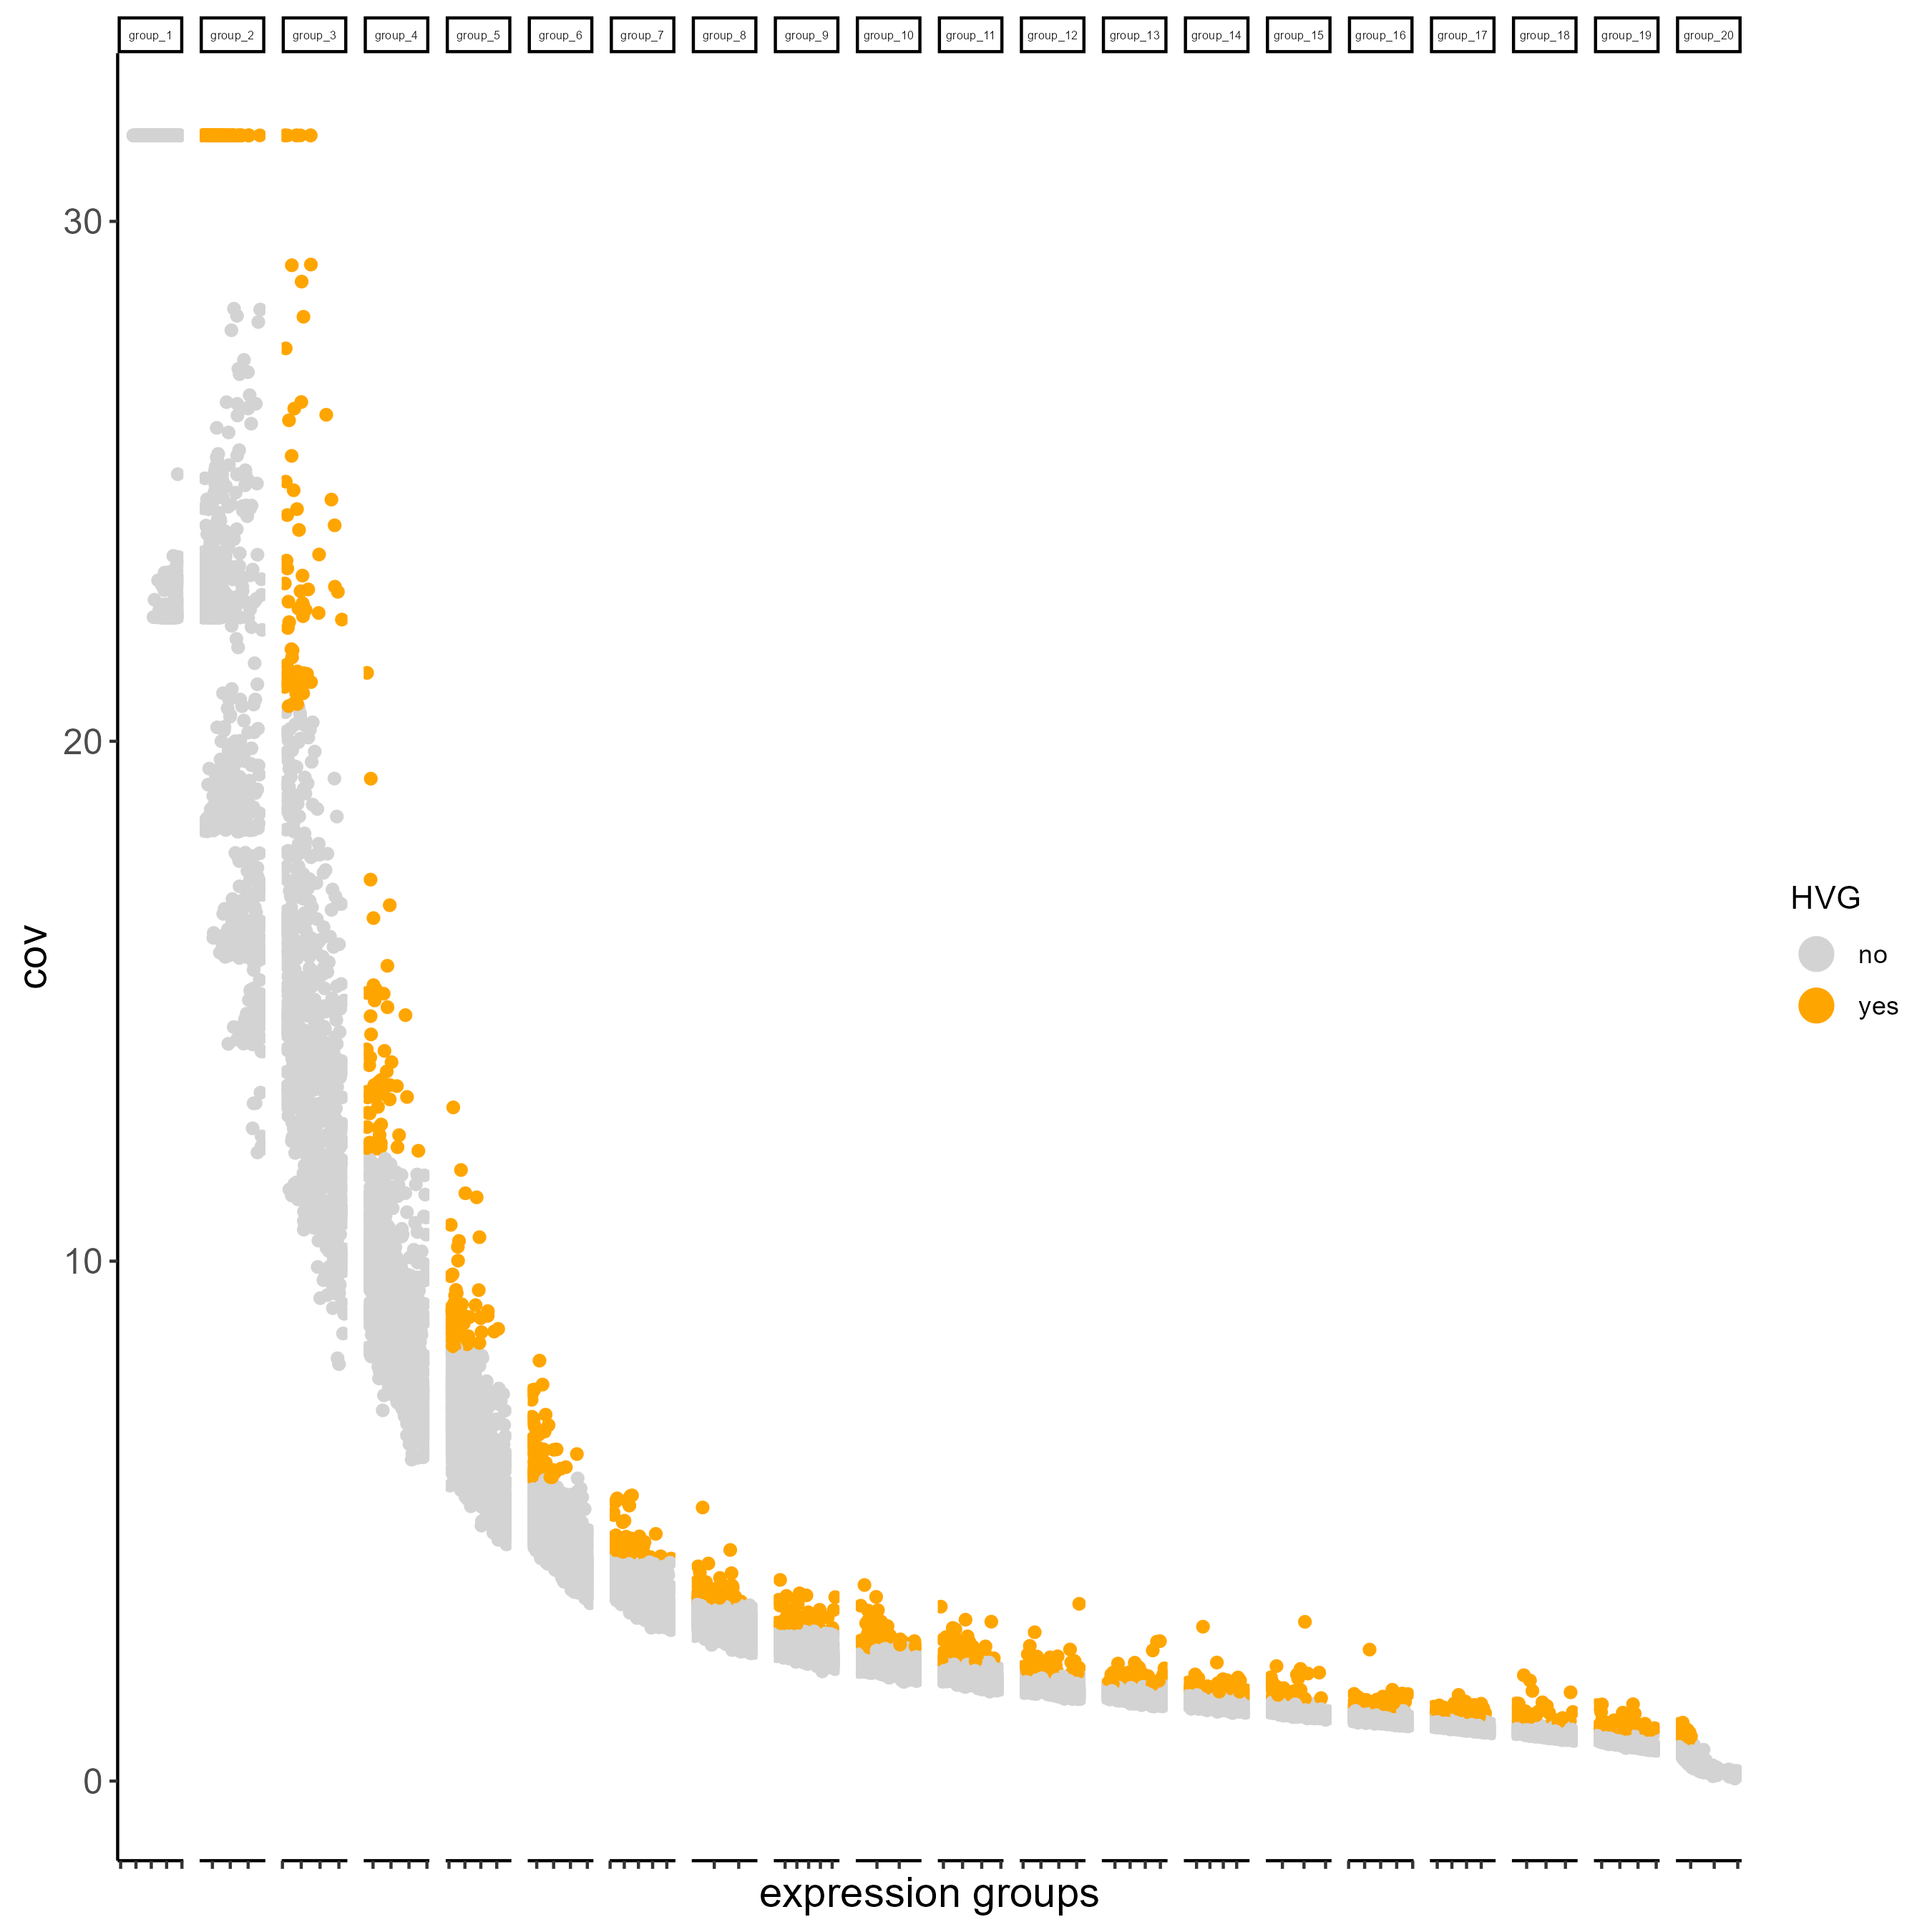 group_1 group_2 group_3 group_4 group_5 group_6 group_7 group_8 group_9 group_10 group_11 group_12 group_13 group_14 group_15 group_16 group_17 group_18 group_19 group_20
30
20
cov
HVG
no
yes
10
0
expression groups